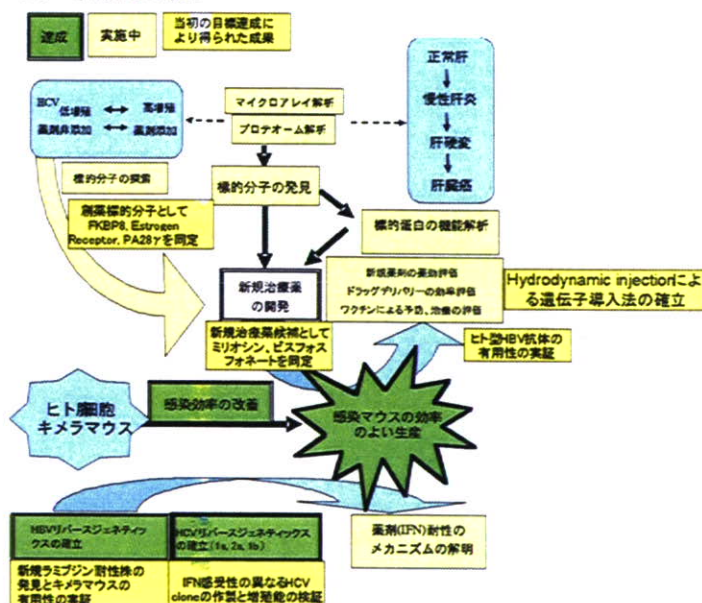 達成
実施中
当初の目標達成に
より得られた成果
HCV
低増殖 ⟷ 高増殖
薬剤非添加 ⟷ 薬剤添加
マイクロアレイ解析
プロテオーム解析
正常肝
慢性肝炎
肝硬変
肝臓癌
標的分子の探索
標的分子の発見
創薬標的分子として
FKBP8, Estrogen
Receptor, PA28γを同定
標的蛋白の機能解析
新規治療薬
の開発
新規薬剤の薬効評価
ドラッグデリバリーの効率評価
ワクチンによる予防、治療の評価
Hydrodynamic injectionによ
る遺伝子導入法の確立
新規治療薬候補として
ミリオシン、ビスフォス
フォネートを同定
ヒト型HBV抗体の
有用性の実証
ヒト肝細胞
キメラマウス
感染効率の改善
感染マウスの効率
のよい生産
HBVリバースジェネティッ
クスの確立
HCVリバースジェネティックス
の確立(1a, 2a, 1b)
薬剤(IFN)耐性の
メカニズムの解明
新規ラミブジン耐性株の
発見とキメラマウスの
有用性の実証
IFN感受性の異なるHCV
cloneの作製と増殖能の検証